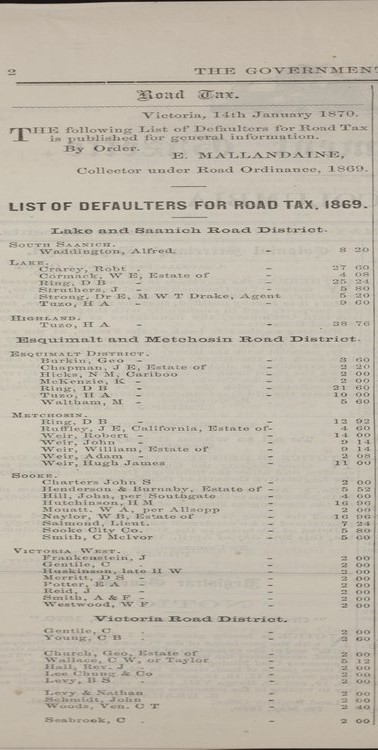 2 THE GOVERNMENT
Road Tax.
Victoria, 14th January 1870.
THE following List of Defaulters for Road Tax
is published for general information.
By Order.
E. MALLANDAINE,
Collector under Road Ordinance, 1869.
LIST OF DEFAULTERS FOR ROAD TAX, 1869.
Lake and Saanich Road District.
SOUTH SAANICH.
Waddington, Alfred. - 8 20
LAKE.
Crarey, Robt - - 27 60
Cormack, W E, Estate of - 4 08
Ring, D B - - 25 24
Struthers, J - - 5 80
Strong, Dr E, M W T Drake, Agent 5 20
Tuzo, H A - - 9 60
HIGHLAND.
Tuzo, H A - - 38 76
Esquimalt and Metchosin Road District.
ESQUIMALT DISTRICT.
Burkin, Geo - - 3 60
Chapman, J E, Estate of - 2 20
Hicks, N M, Cariboo - 2 00
McKenzie, K - - 2 00
Ring, D B - - 21 60
Tuzo, H A - - 10 00
Waltham, M - - 5 60
METCHOSIN.
Ring, D B - - 12 92
Ruffley, J E, California, Estate of- 4 60
Weir, Robert - - 14 00
Weir, John - - 9 14
Weir, William, Estate of - 9 14
Weir, Adam - - 2 08
Weir, Hugh James - 11 00
SOOKE.
Charters John S - 2 00
Henderson & Burnaby, Estate of - 5 52
Hill, John, per Southgate - 4 00
Hutchinson, H M - 16 96
Mouatt, W A, per Allsopp - 2 00
Naylor, W B, Estate of - 16 96
Salmond, Lieut. - 7 24
Sooke City Co. - 5 80
Smith, C McIvor - 5 60
VICTORIA WEST.
Frankenstein, J - 2 00
Gentile, C - - 2 00
Huskinson, late H W - 2 00
Merritt, D S - 2 00
Potter, E A - 2 00
Reid, J - - 2 00
Smith, A & F - - 2 00
Westwood, W F - 2 00
Victoria Road District.
Gentile, C - - 2 00
Young, C B - - 2 80
Church, Geo, Estate of - 2 00
Wallace, C W, or Taylor - 5 12
Hall, Rev. J - - 2 00
Lee Chung & Co - 2 00
Levy, B S - - 2 00
Levy & Nathan - 2 00
Schmidt, John - 2 00
Woods, Ven. C T - 2 40
Seabrook, C - - 2 00